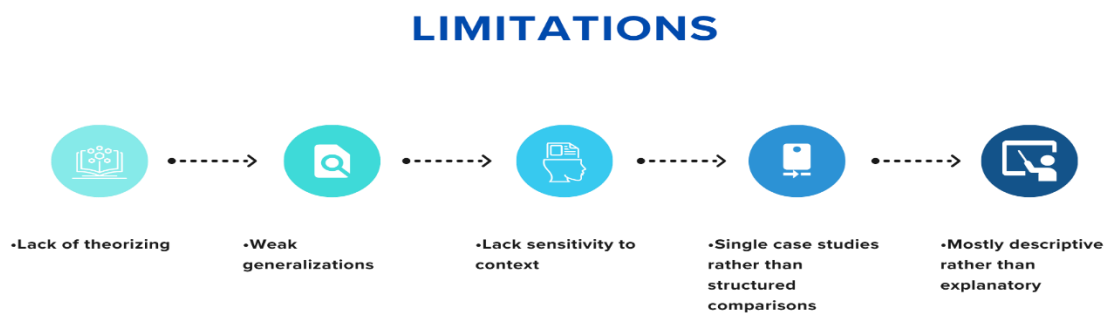 LIMITATIONS
•Lack of theorizing
•Weak
generalizations
•Lack sensitivity to
context
•Single case studies
rather than
structured
comparisons
•Mostly descriptive
rather than
explanatory